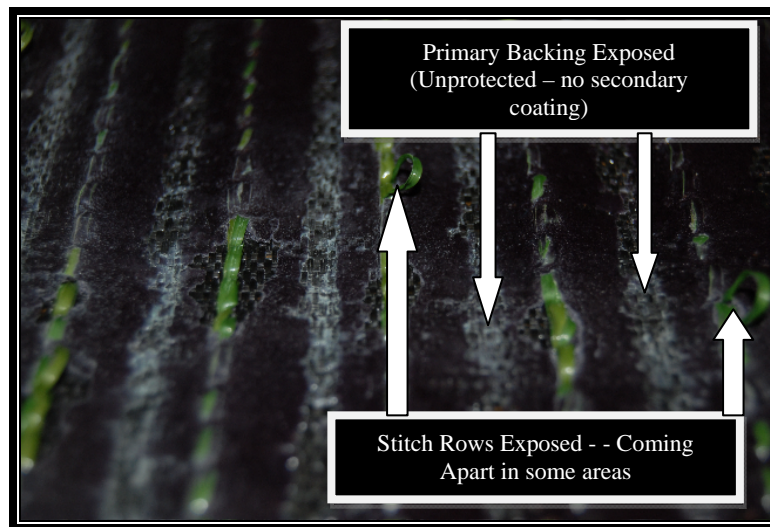 Primary Backing Exposed
(Unprotected – no secondary
coating)
Stitch Rows Exposed - - Coming
Apart in some areas